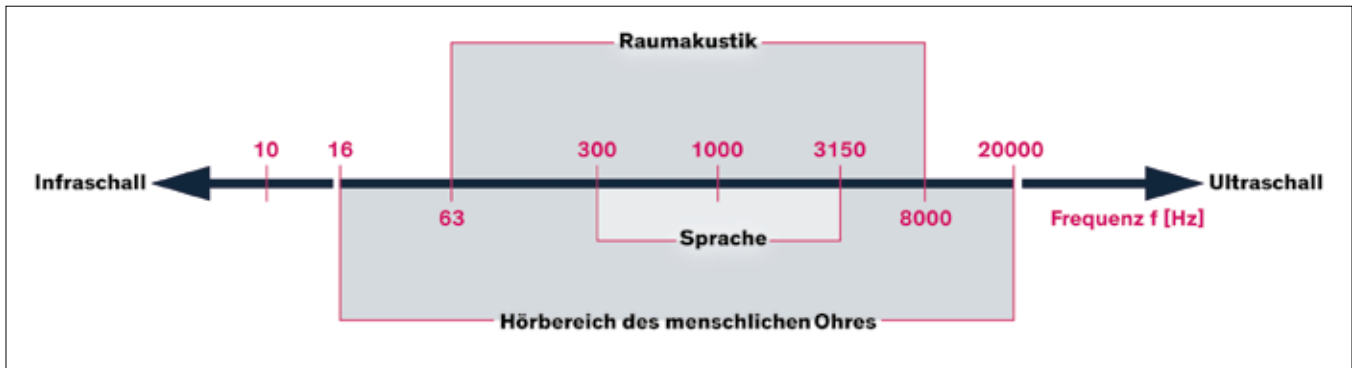 Raumakustik
10 16 300 1000 3150 20000
Infraschall Ultraschall
63 8000 Frequenz f [Hz]
Sprache
Hörbereich des menschlichen Ohres